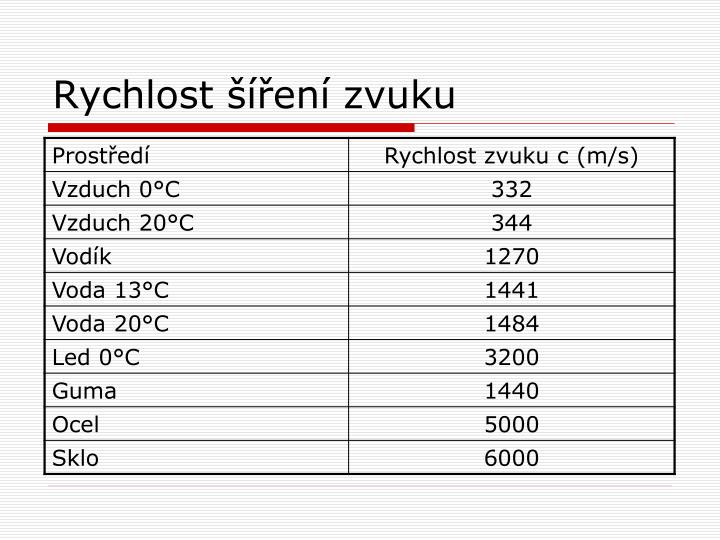 Rychlost šíření zvuku
Prostředí Rychlost zvuku c (m/s)
Vzduch 0°C 332
Vzduch 20°C 344
Vodík 1270
Voda 13°C 1441
Voda 20°C 1484
Led 0°C 3200
Guma 1440
Ocel 5000
Sklo 6000